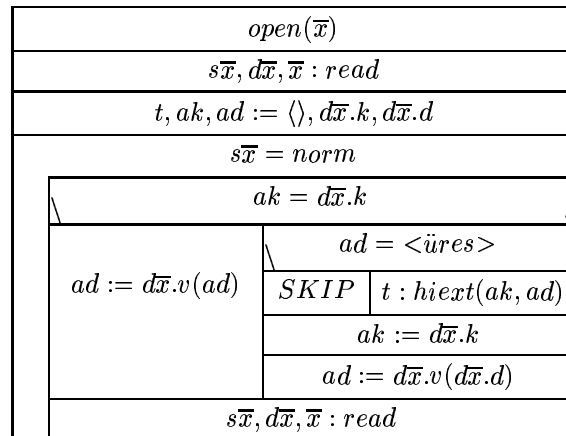 open(x̅)
sx̅, dx̅, x̅ : read
t, ak, ad := ⟨⟩, dx̅.k, dx̅.d
sx̅ = norm
ak = dx̅.k
ad = <üres>
ad := dx̅.v(ad)
SKIP t : hiext(ak, ad)
ak := dx̅.k
ad := dx̅.v(dx̅.d)
sx̅, dx̅, x̅ : read